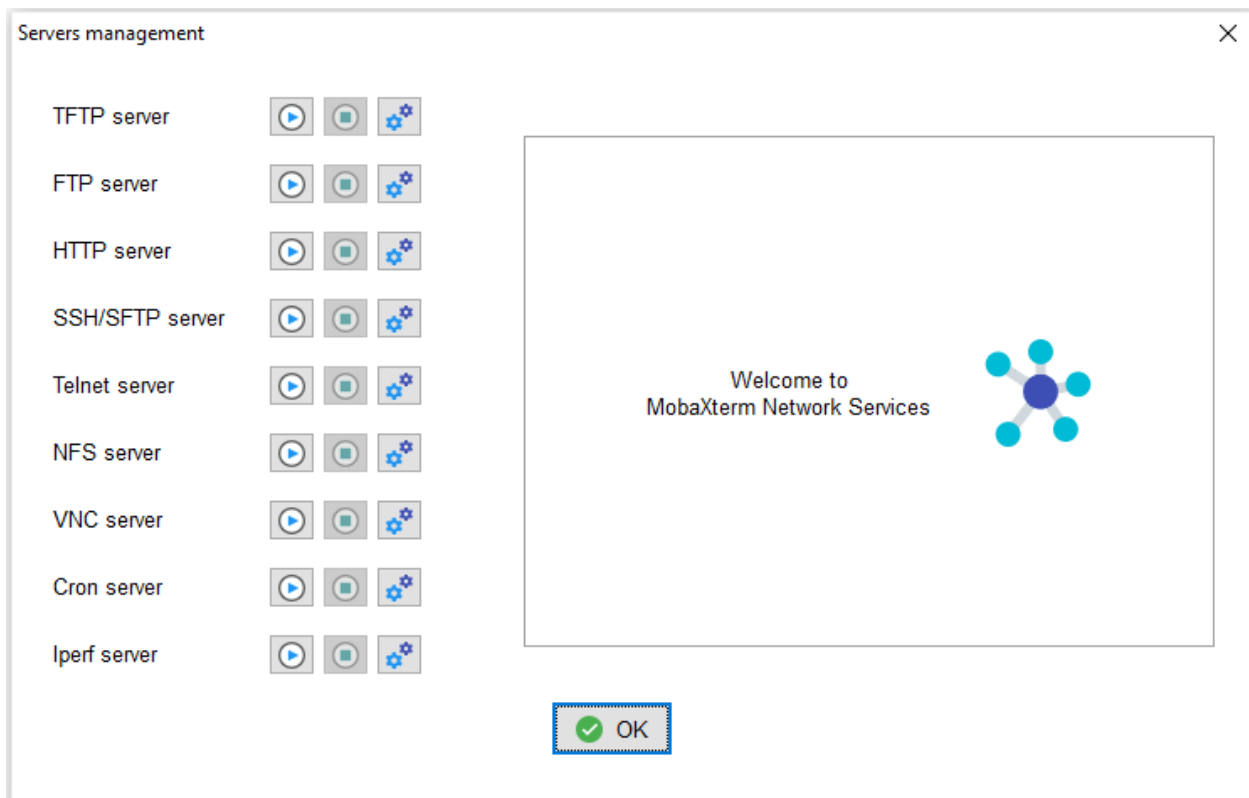 Servers management
TFTP server
FTP server
HTTP server
SSH/SFTP server
Telnet server
NFS server
VNC server
Cron server
Iperf server
Welcome to
MobaXterm Network Services
OK